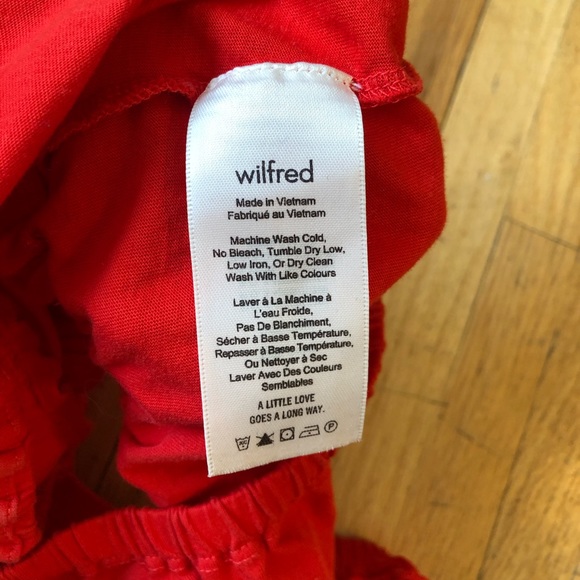 wilfred
Made in Vietnam
Fabriqué au Vietnam
Machine Wash Cold,
No Bleach, Tumble Dry Low,
Low Iron, Or Dry Clean
Wash With Like Colours
Laver à La Machine à
L'eau Froide,
Pas De Blanchiment,
Sécher à Basse Température,
Repasser à Basse Température,
Ou Nettoyer à Sec
Laver Avec Des Couleurs
Semblables
A LITTLE LOVE
GOES A LONG WAY.
P